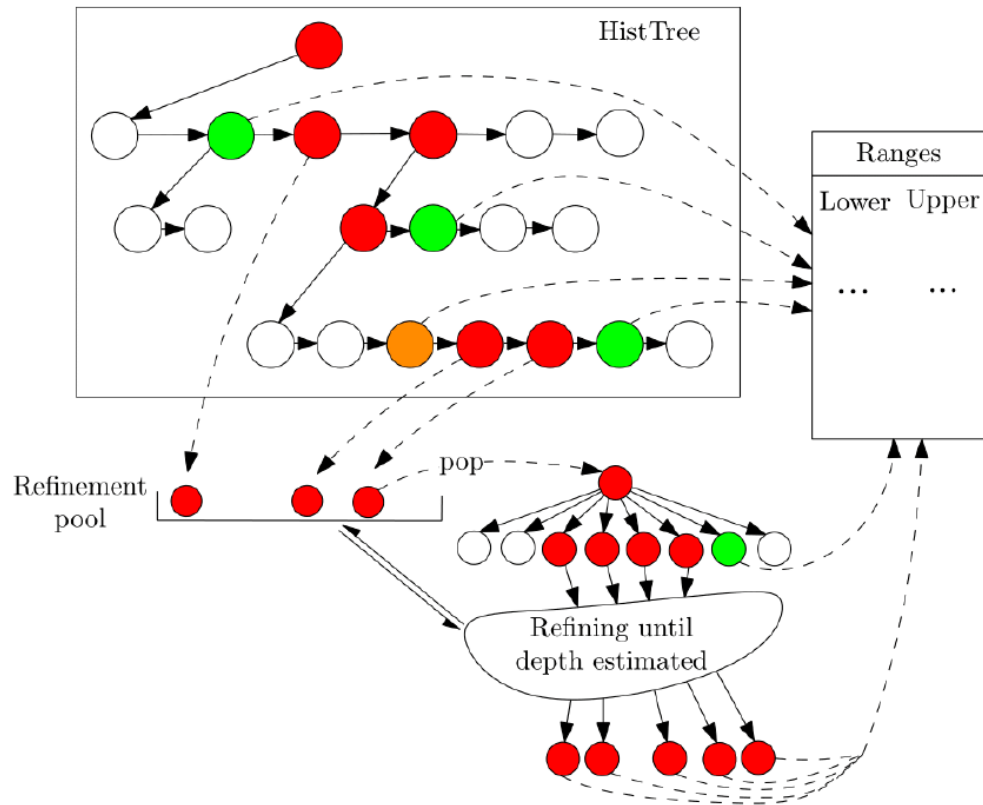 HistTree
Ranges
Lower Upper
... ...
Refinement
pool
pop
Refining until
depth estimated